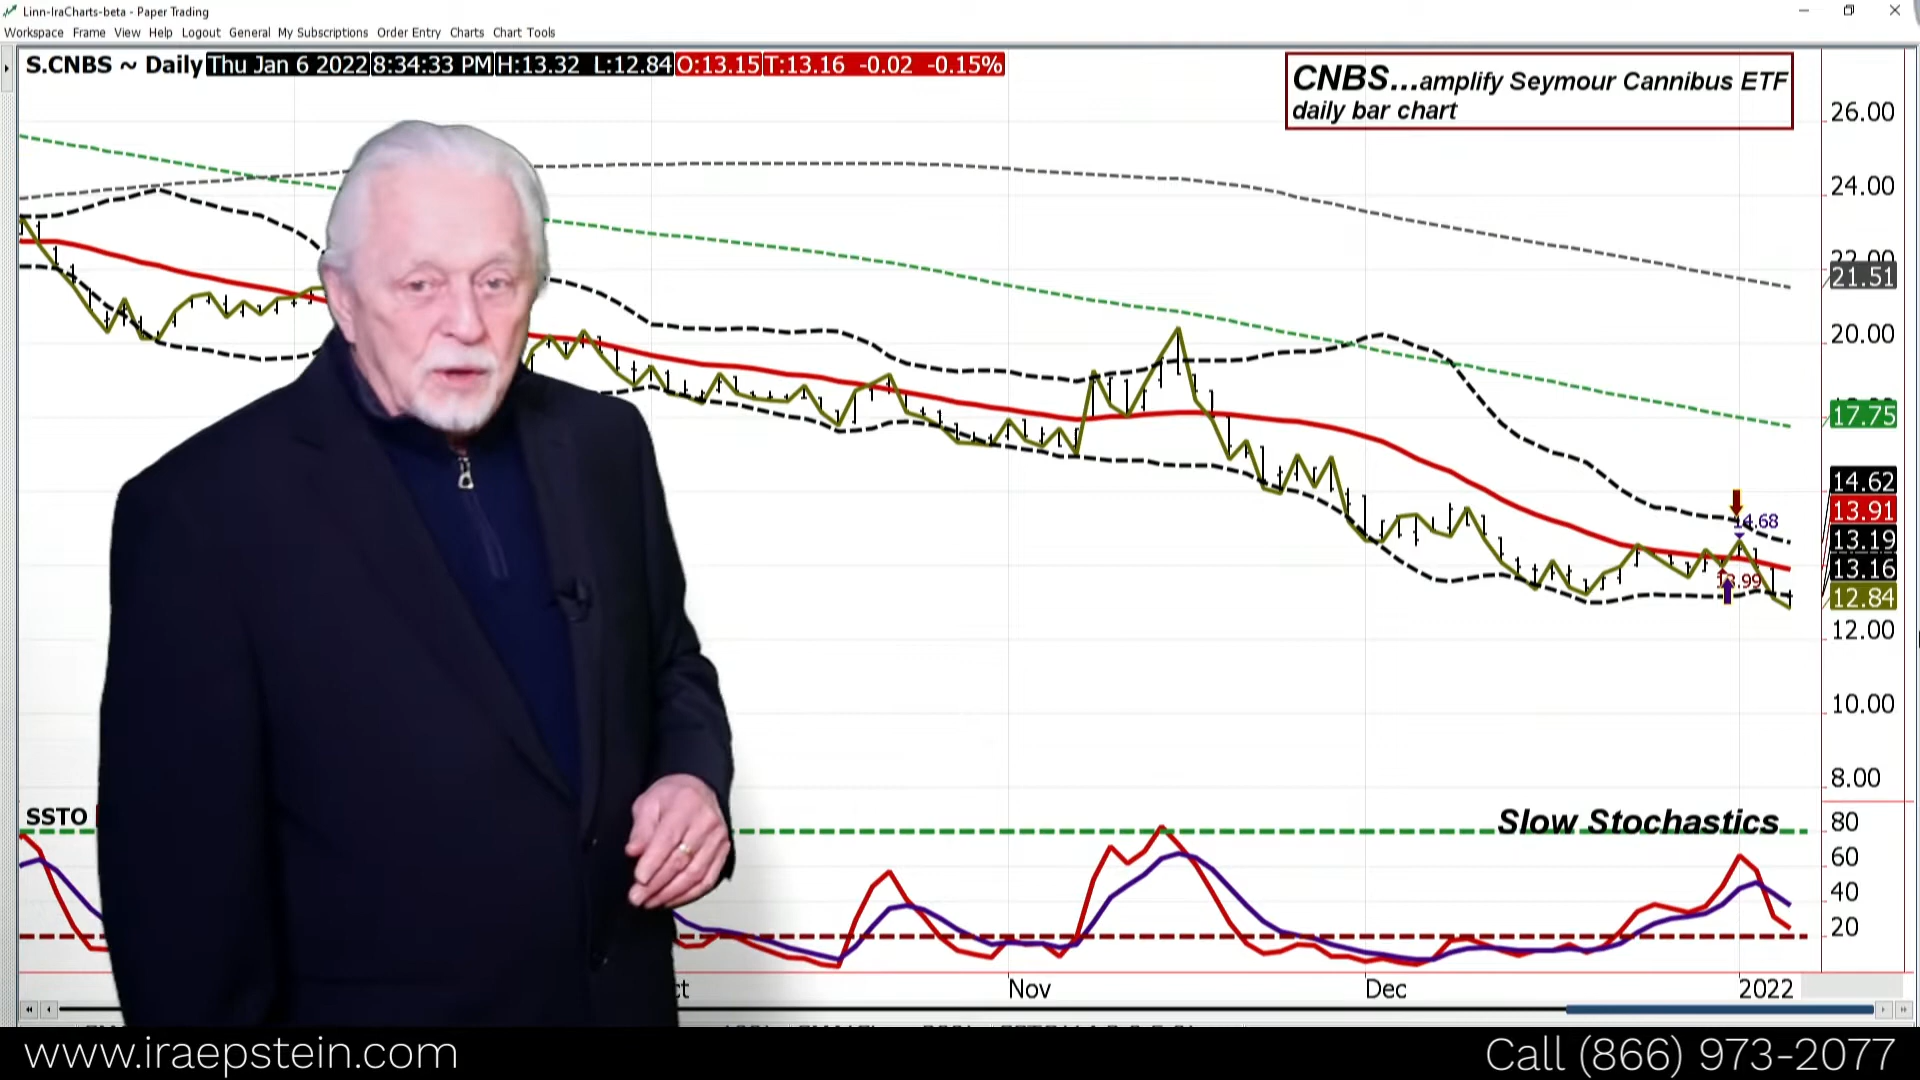 Linn-IraCharts-beta - Paper Trading
Workspace Frame View Help Logout General My Subscriptions Order Entry Charts Chart Tools
S.CNBS ~ Daily Thu Jan 6 2022 8:34:33 PM H:13.32 L:12.84 O:13.15 T:13.16 -0.02 -0.15%
CNBS...amplify Seymour Cannibus ETF
daily bar chart
26.00
24.00
22.00
21.51
20.00
17.75
14.62
13.91
13.19
13.16
12.84
12.00
10.00
8.00
14.68
13.99
SSTO
Slow Stochastics
80
60
40
20
Nov
Dec
2022
www.iraepstein.com
Call (866) 973-2077